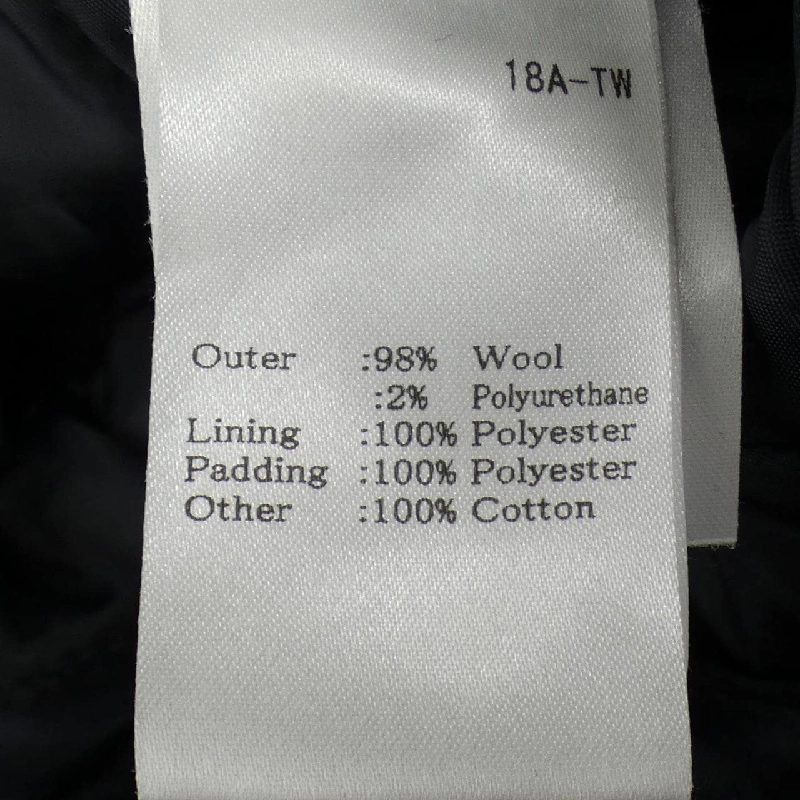 18A-TW
Outer :98% Wool
:2% Polyurethane
Lining :100% Polyester
Padding :100% Polyester
Other :100% Cotton